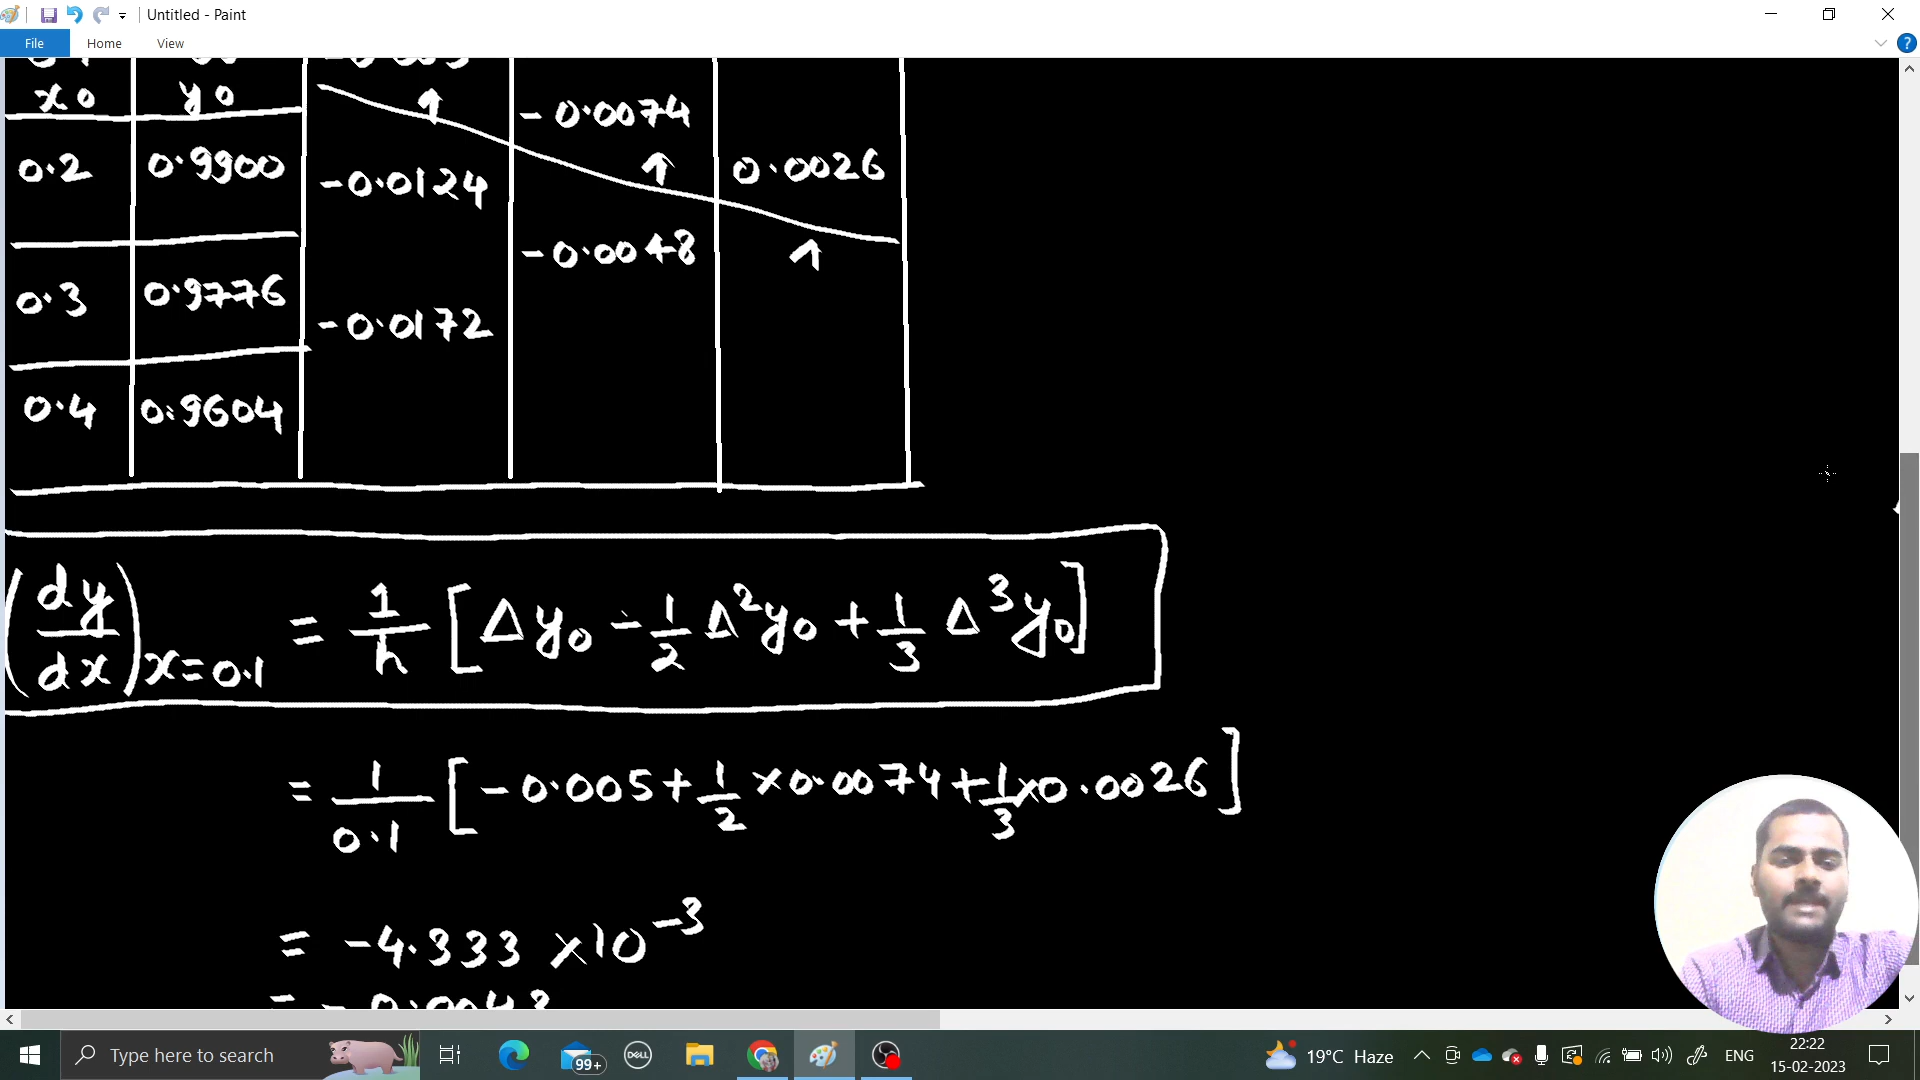 Untitled - Paint
File Home View
x0 y0
-0.0074
0.2 0.9900 -0.0124 0.0026
-0.0048
0.3 0.9776 -0.0172
0.4 0.9604
(dy/dx)x=0.1 = 1/h [Δy0 - 1/2 Δ²y0 + 1/3 Δ³y0]
= 1/0.1 [-0.005 + 1/2 × 0.0074 + 1/3 × 0.0026]
= -4.333 × 10⁻³
Type here to search
99+
DELL
19°C Haze
ENG
22:22
15-02-2023